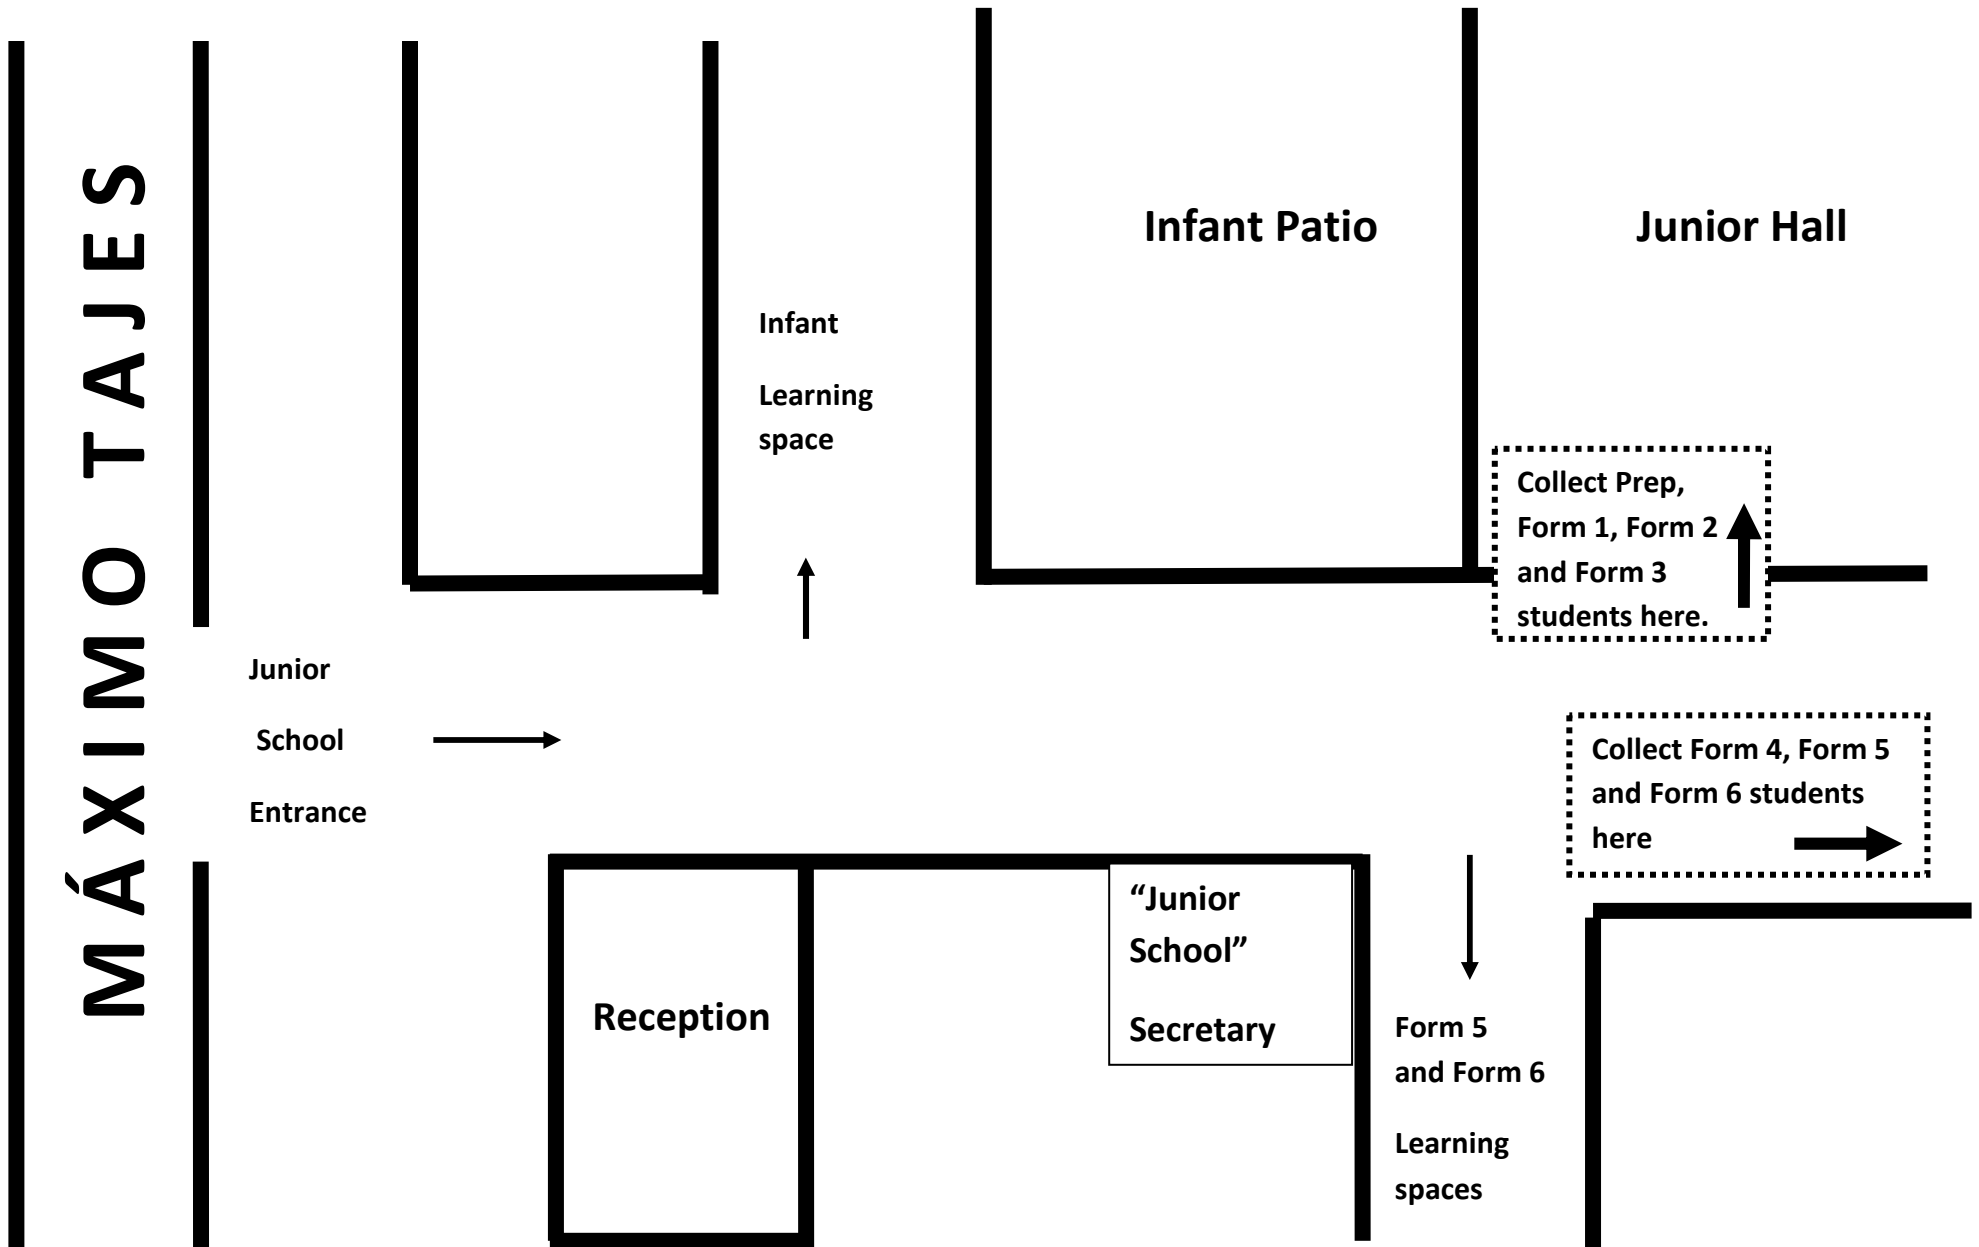 MÁXIMO TAJES
Infant Patio
Junior Hall
Infant
Learning
space
Collect Prep,
Form 1, Form 2
and Form 3
students here.
Junior
School
Entrance
Collect Form 4, Form 5
and Form 6 students
here
Reception
“Junior
School”
Secretary
Form 5
and Form 6
Learning
spaces